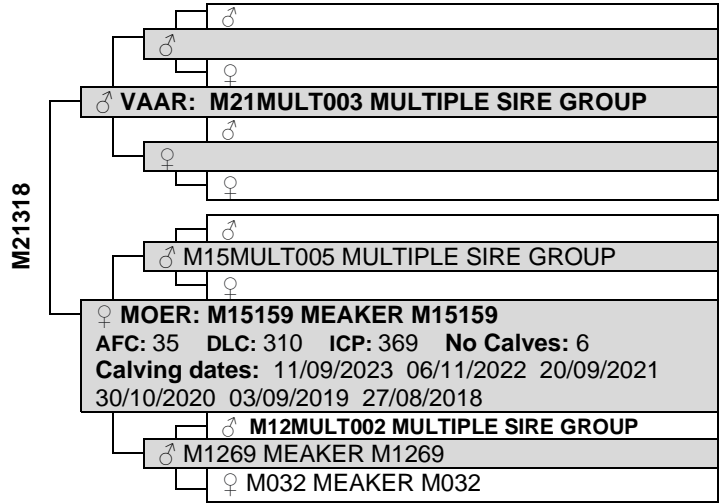 ♂
♂
♀
♂ VAAR: M21MULT003 MULTIPLE SIRE GROUP
♂
♀
♀
M21318
♂
♂ M15MULT005 MULTIPLE SIRE GROUP
♀
♀ MOER: M15159 MEAKER M15159
AFC: 35 DLC: 310 ICP: 369 No Calves: 6
Calving dates: 11/09/2023 06/11/2022 20/09/2021
30/10/2020 03/09/2019 27/08/2018
♂ M12MULT002 MULTIPLE SIRE GROUP
♂ M1269 MEAKER M1269
♀ M032 MEAKER M032